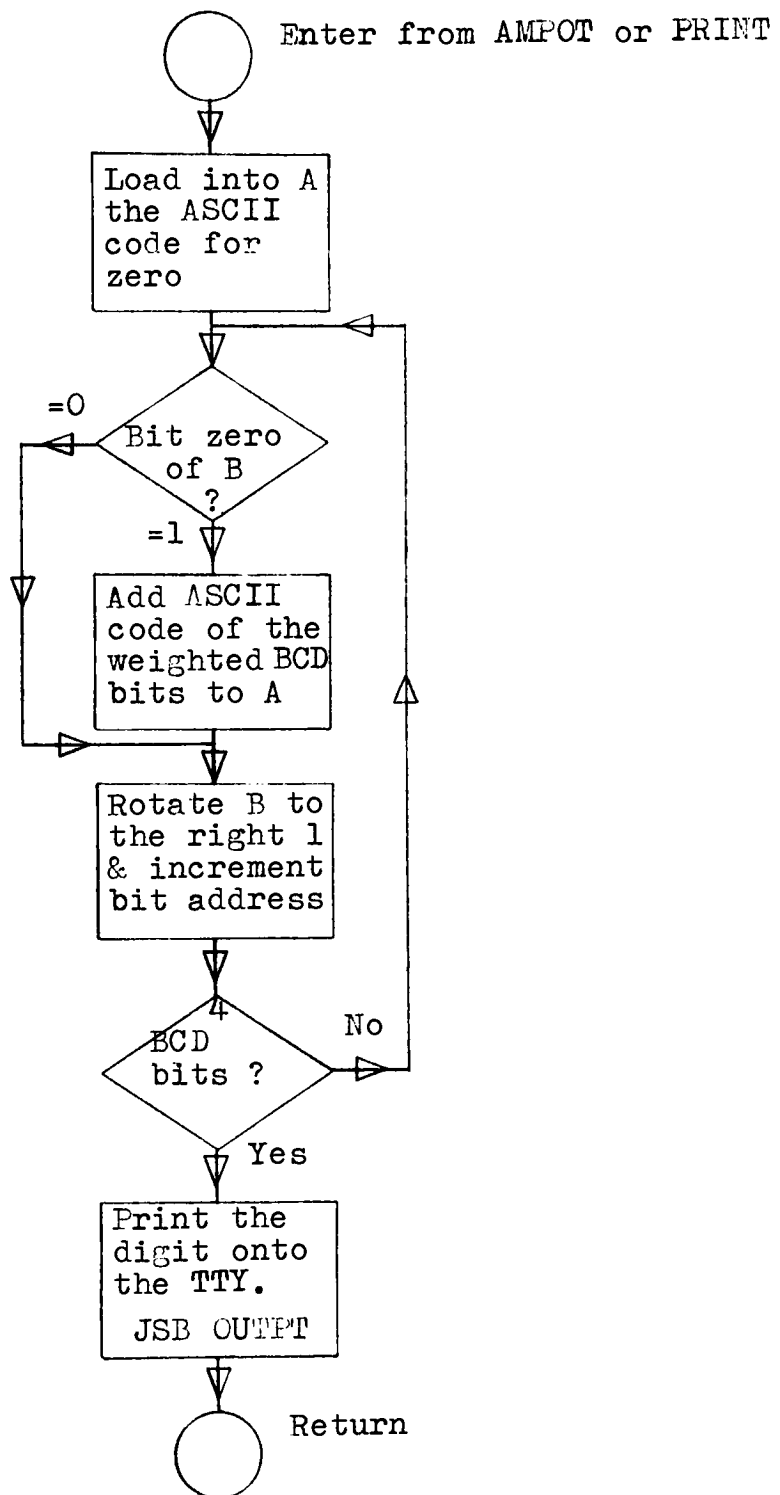 Enter from AMPOT or PRINT
Load into A
the ASCII
code for
zero
=0
Bit zero
of B
?
=1
Add ASCII
code of the
weighted BCD
bits to A
Rotate B to
the right 1
& increment
bit address
4
BCD
bits ?
No
Yes
Print the
digit onto
the TTY.
JSB OUTPT
Return